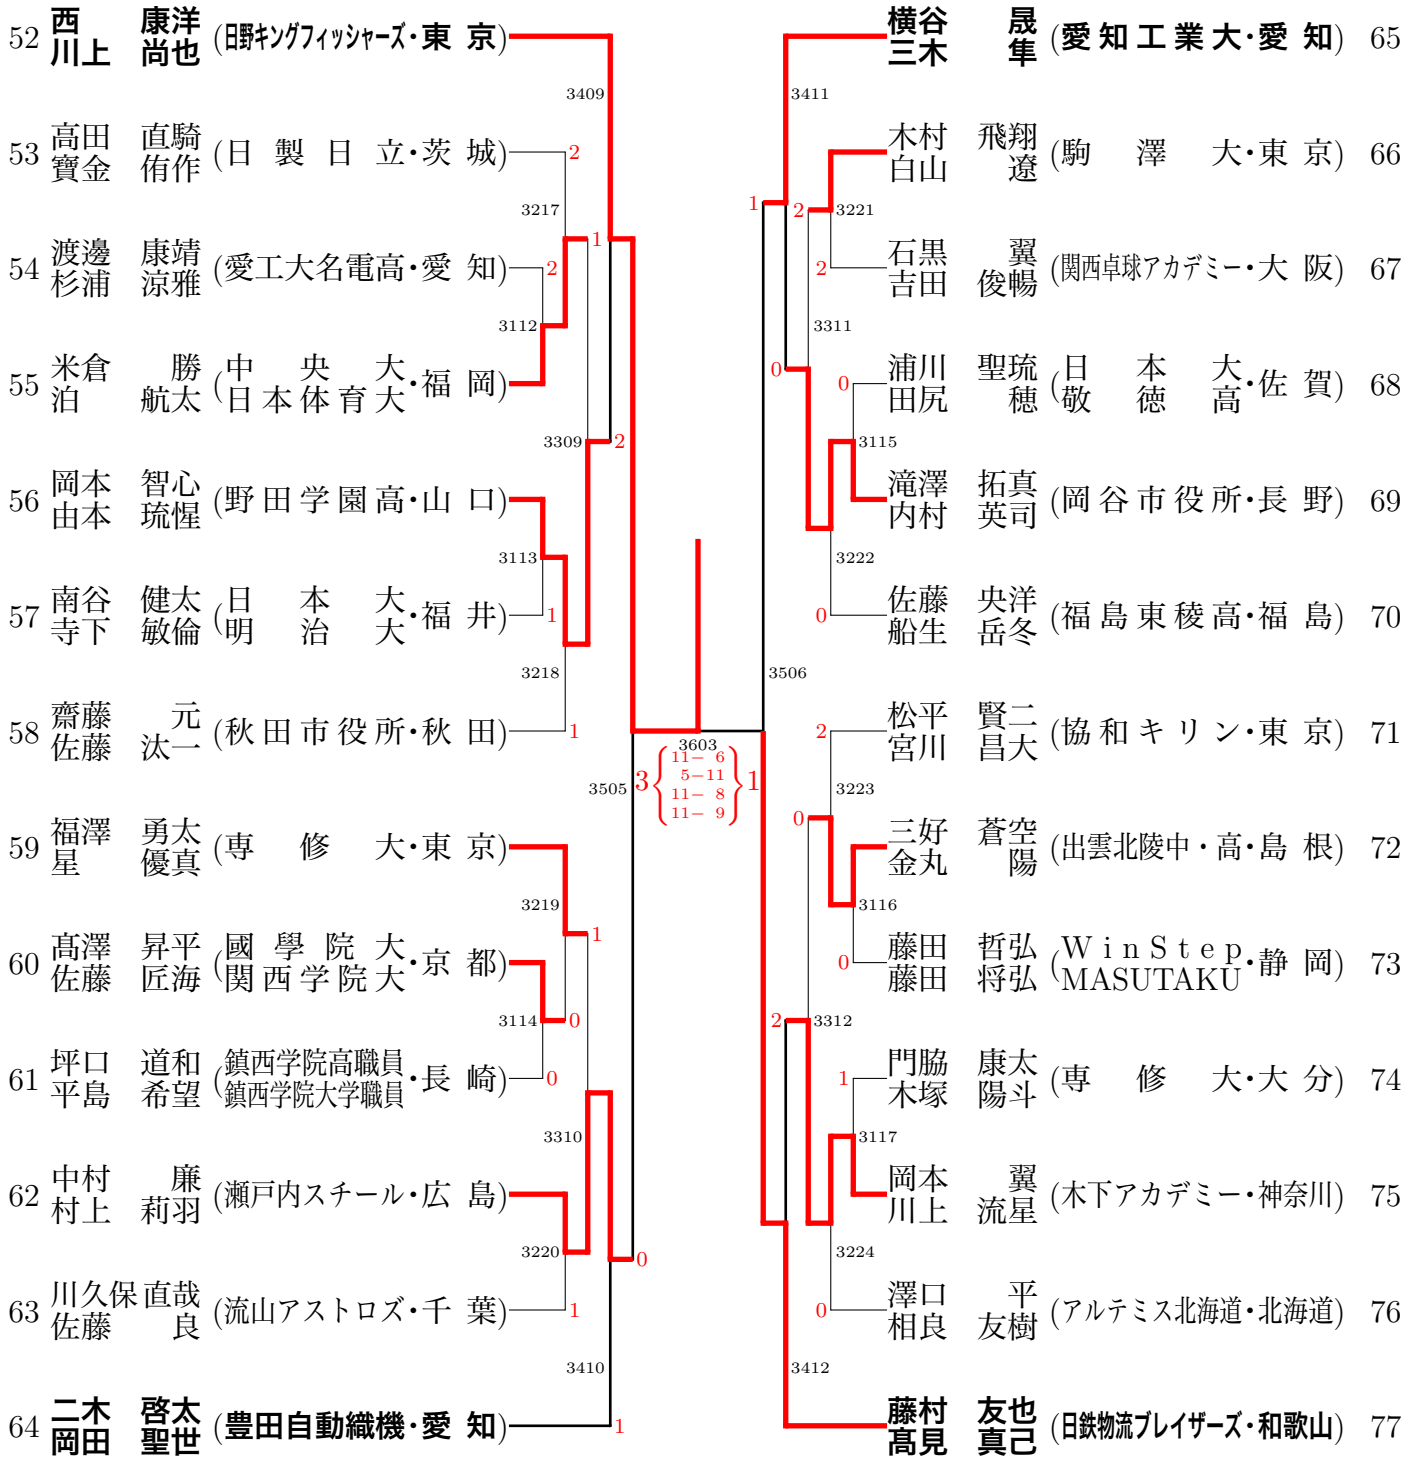 52 西 康洋 (日野キングフィッシャーズ・東 京)
川上 尚也
3409
53 高田 直騎 (日製日立・茨 城) 2
寶金 侑作
3217
54 渡邊 康靖 (愛工大名電高・愛 知) 2
杉浦 涼雅
1
3112
55 米倉 勝 (中央大・福 岡)
泊 航太 日本体育大
3309 2
56 岡本 智心 (野田学園高・山 口)
由本 琉惺
3113
57 南谷 健太 (日本大・福 井) 1
寺下 敏倫 明治大
3218
58 齋藤 元 (秋田市役所・秋 田) 1
佐藤 汰一
3505
59 福澤 勇太 (専修大・東 京)
星 優真
3219
1
60 髙澤 昇平 (國學院大・京 都)
佐藤 匠海 関西学院大
3114 0
61 坪口 道和 (鎮西学院高職員・長 崎) 0
平島 希望 鎮西学院大学職員
3310
62 中村 廉 (瀬戸内スチール・広 島)
村上 莉羽
3220 0
63 川久保直哉 (流山アストロズ・千 葉) 1
佐藤 良
3410
64 二木 啓太 (豊田自動織機・愛 知) 1
岡田 聖世
3603
3 1
11- 6
5-11
11- 8
11- 9
横谷 晟 (愛知工業大・愛 知) 65
三木 隼
3411
木村 飛翔 (駒澤大・東 京) 66
白山 遼
1 2 3221
2 石黒 翼 (関西卓球アカデミー・大 阪) 67
吉田 俊暢
3311
0
0 浦川 聖琉 (日本大・佐 賀) 68
田尻 穂 敬徳高
3115
滝澤 拓真 (岡谷市役所・長 野) 69
内村 英司
3222
0 佐藤 央洋 (福島東稜高・福 島) 70
船生 岳冬
3506
2 松平 賢二 (協和キリン・東 京) 71
宮川 昌大
3223
0
三好 蒼空 (出雲北陵中・高・島 根) 72
金丸 陽
3116
0 藤田 哲弘 (WinStep・静 岡) 73
藤田 将弘 MASUTAKU
2 3312
1 門脇 康太 (専修大・大 分) 74
木塚 陽斗
3117
岡本 翼 (木下アカデミー・神奈川) 75
川上 流星
3224
0 澤口 平 (アルテミス北海道・北海道) 76
相良 友樹
3412
藤村 友也 (日鉄物流ブレイザーズ・和歌山) 77
髙見 真己